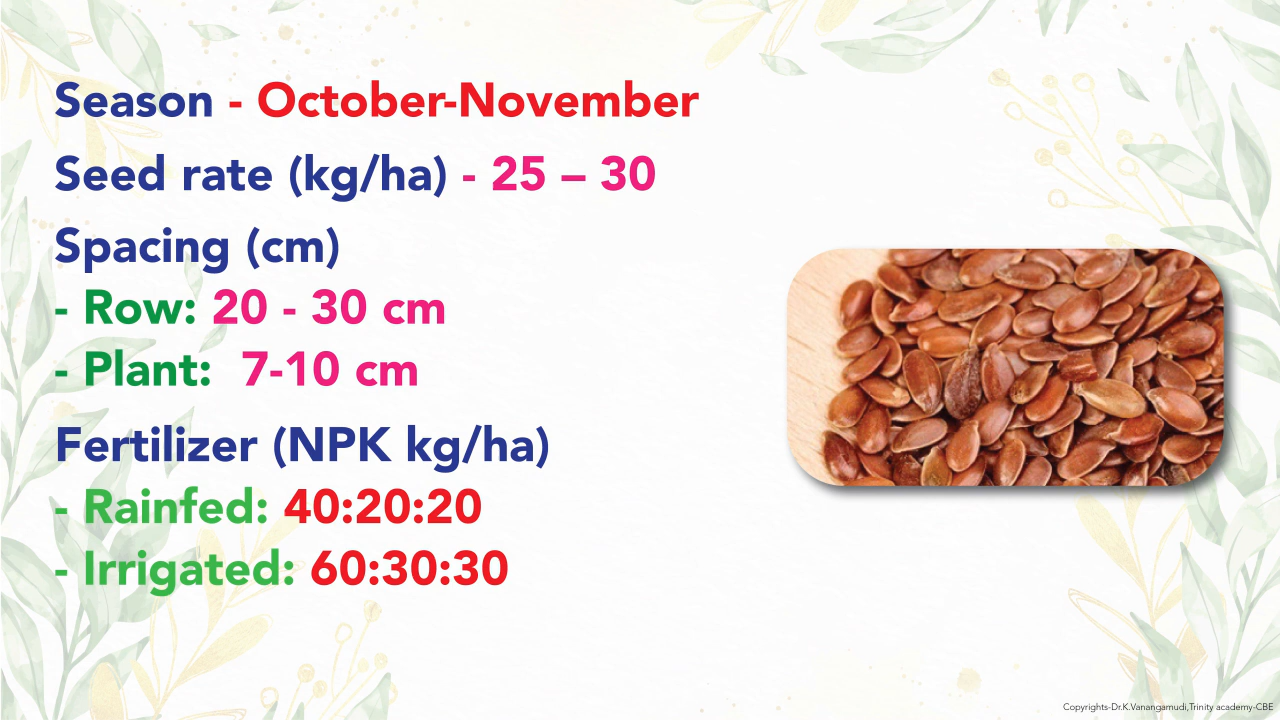 Season - October-November
Seed rate (kg/ha) - 25 – 30
Spacing (cm)
- Row: 20 - 30 cm
- Plant:  7-10 cm
Fertilizer (NPK kg/ha)
- Rainfed: 40:20:20
- Irrigated: 60:30:30
Copyrights-Dr.K.Vanangamudi,Trinity academy-CBE